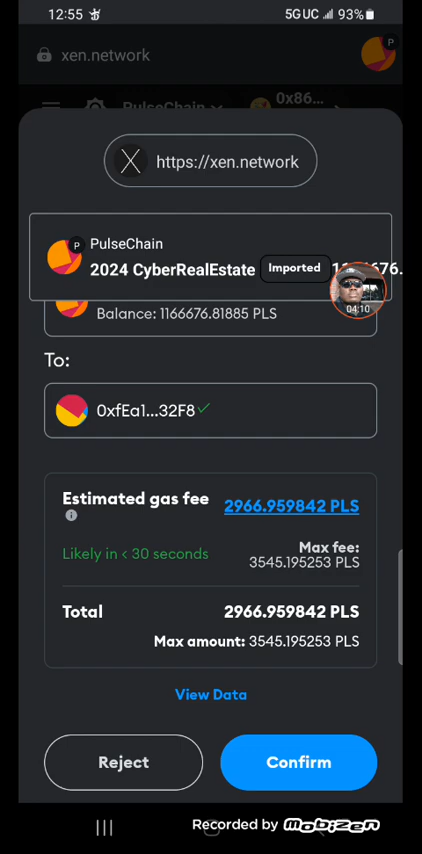 12:55
5G UC 93%
xen.network
P
PulseChain
0x86...
https://xen.network
P
PulseChain
2024 CyberRealEstate Imported
Balance: 1166676.81885 PLS
04:10
To:
0xfEa1...32F8
Estimated gas fee 2966.959842 PLS
Likely in < 30 seconds
Max fee:
3545.195253 PLS
Total 2966.959842 PLS
Max amount: 3545.195253 PLS
View Data
Reject Confirm
Recorded by MOBIZEN